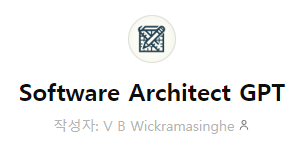 Software Architect GPT
작성자: V B Wickramasinghe